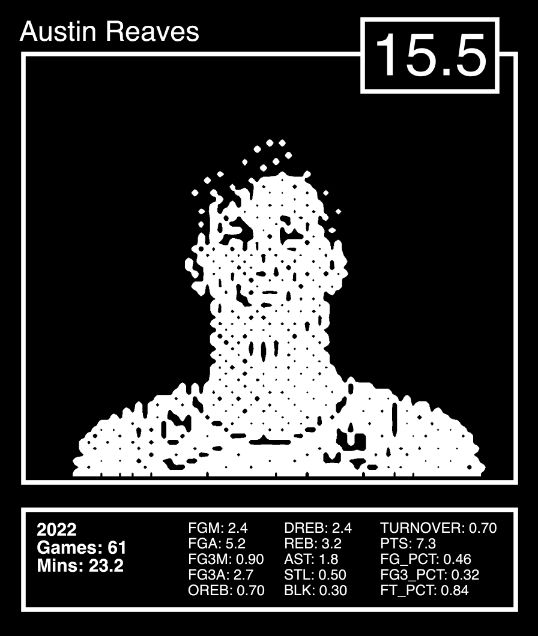 Austin Reaves
15.5
2022
Games: 61
Mins: 23.2
FGM: 2.4
FGA: 5.2
FG3M: 0.90
FG3A: 2.7
OREB: 0.70
DREB: 2.4
REB: 3.2
AST: 1.8
STL: 0.50
BLK: 0.30
TURNOVER: 0.70
PTS: 7.3
FG_PCT: 0.46
FG3_PCT: 0.32
FT_PCT: 0.84